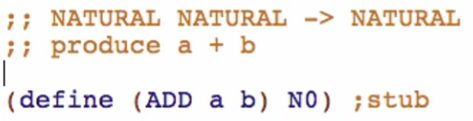 ;; NATURAL NATURAL -> NATURAL
;; produce a + b
(define (ADD a b) N0) ;stub